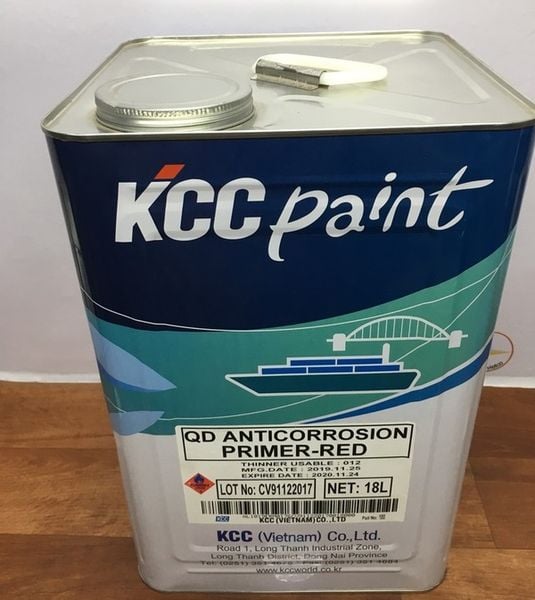 KCC paint
QD ANTICORROSION
PRIMER-RED
THINNER USABLE : 012
MFG.DATE : 2019.11.25
EXPIRE DATE : 2020.11.24
LOT No: CV91122017
NET: 18L
KCC
KCC (VIETNAM) CO., LTD
KCC (Vietnam) Co.,Ltd.
Road 1, Long Thanh Industrial Zone,
Long Thanh District, Dong Nai Province
www.kccworld.co.kr